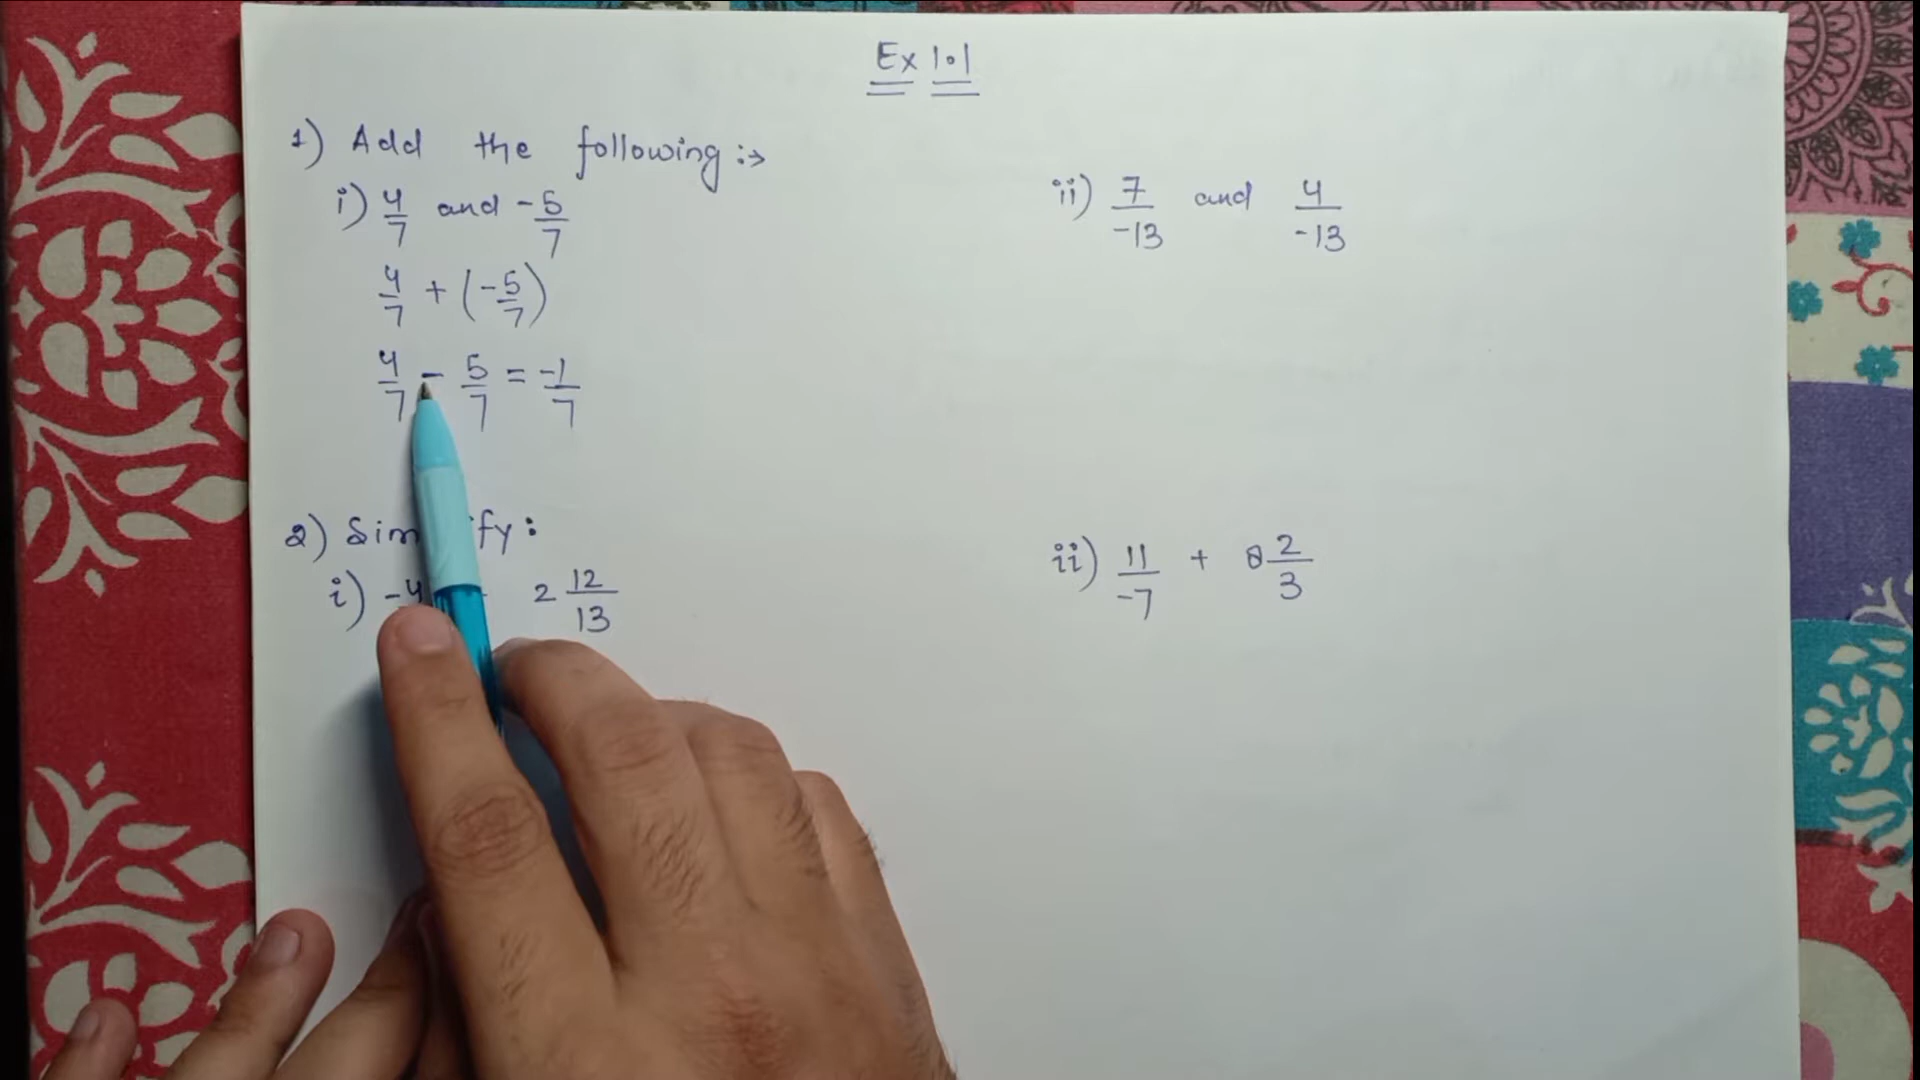 Ex 1.1
1) Add the following :→
i) 4/7 and -5/7
4/7 + (-5/7)
4/7 - 5/7 = -1/7
ii) 7/-13 and 4/-13
2)
i) -4 2 12/13
ii) 11/-7 + 8 2/3